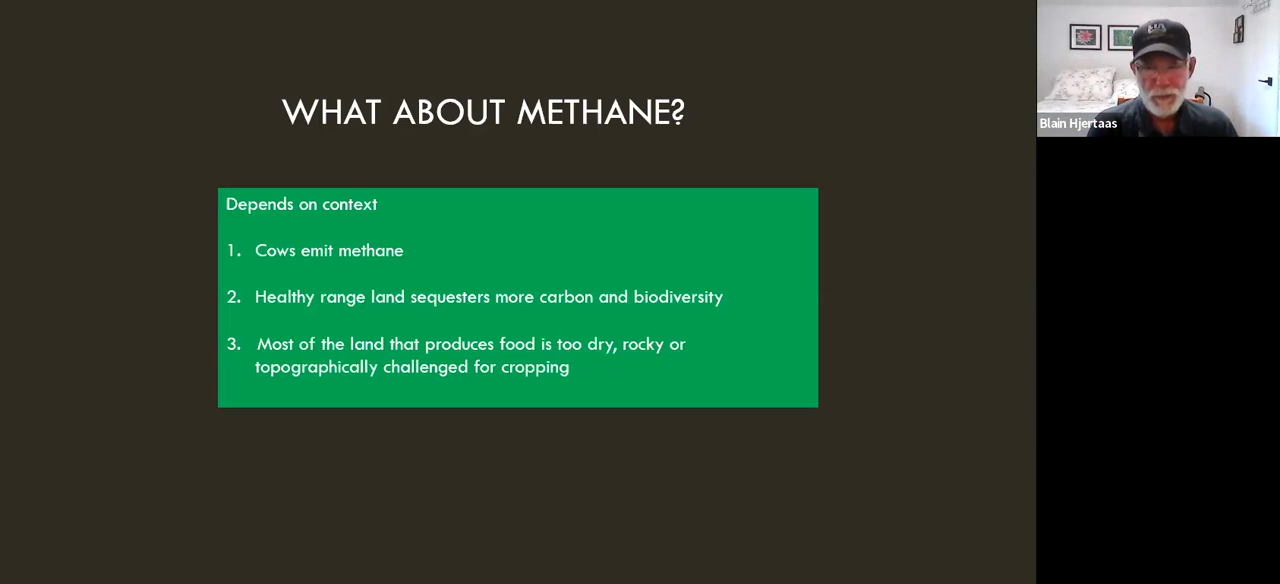 WHAT ABOUT METHANE?
Depends on context
1. Cows emit methane
2. Healthy range land sequesters more carbon and biodiversity
3. Most of the land that produces food is too dry, rocky or
topographically challenged for cropping
Blain Hjertaas